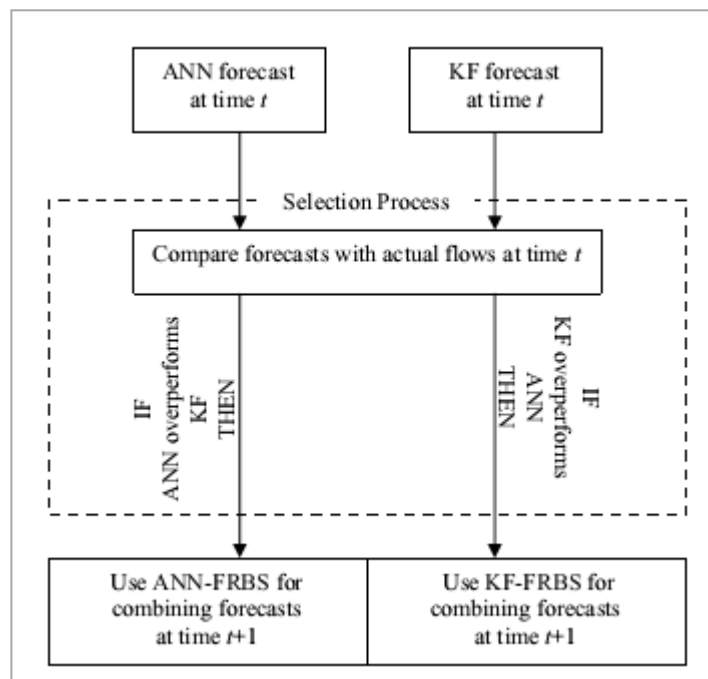 ANN forecast
at time t
KF forecast
at time t
Selection Process
Compare forecasts with actual flows at time t
IF
ANN overperforms
KF
THEN
IF
KF overperforms
ANN
THEN
Use ANN-FRBS for
combining forecasts
at time t+1
Use KF-FRBS for
combining forecasts
at time t+1